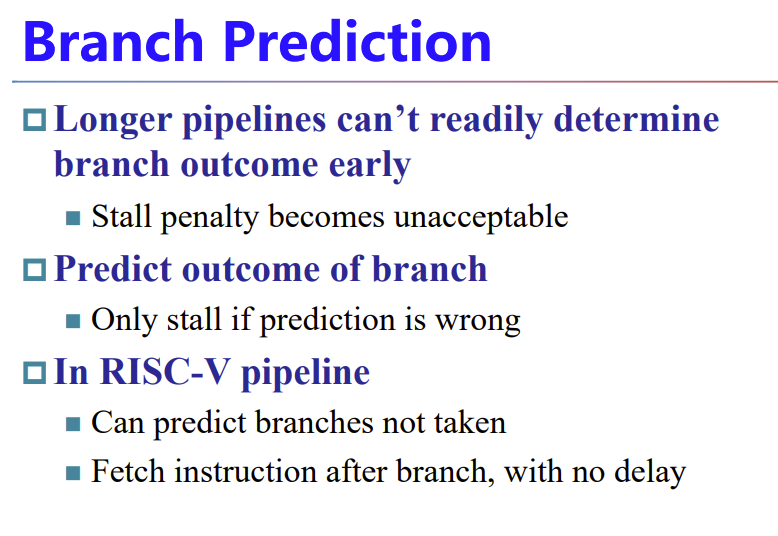 Branch Prediction
Longer pipelines can’t readily determine
branch outcome early
Stall penalty becomes unacceptable
Predict outcome of branch
Only stall if prediction is wrong
In RISC-V pipeline
Can predict branches not taken
Fetch instruction after branch, with no delay